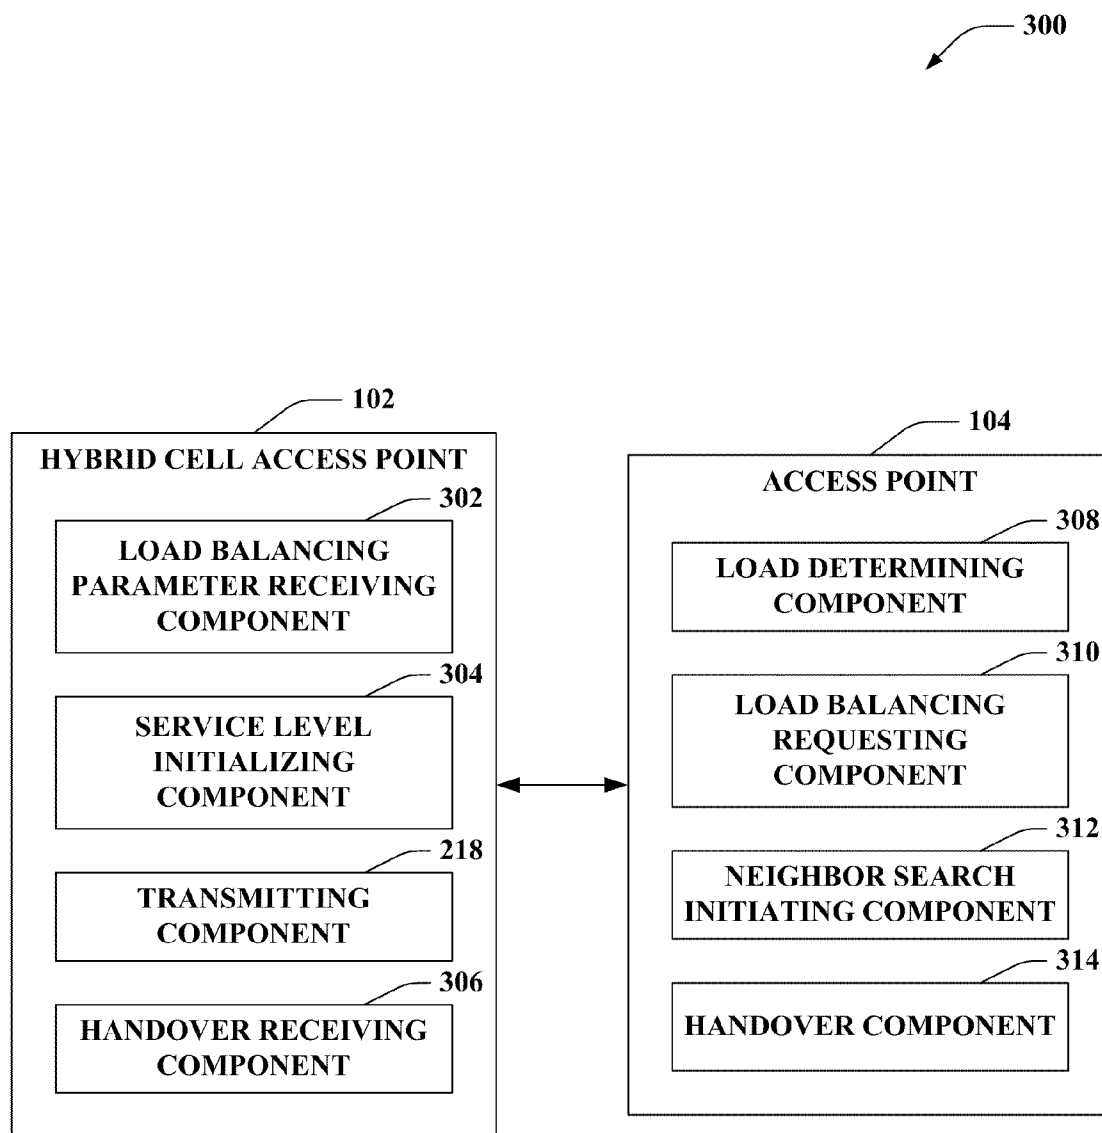 300
102
HYBRID CELL ACCESS POINT
302
LOAD BALANCING
PARAMETER RECEIVING
COMPONENT
304
SERVICE LEVEL
INITIALIZING
COMPONENT
218
TRANSMITTING
COMPONENT
306
HANDOVER RECEIVING
COMPONENT
104
ACCESS POINT
308
LOAD DETERMINING
COMPONENT
310
LOAD BALANCING
REQUESTING
COMPONENT
312
NEIGHBOR SEARCH
INITIATING COMPONENT
314
HANDOVER COMPONENT